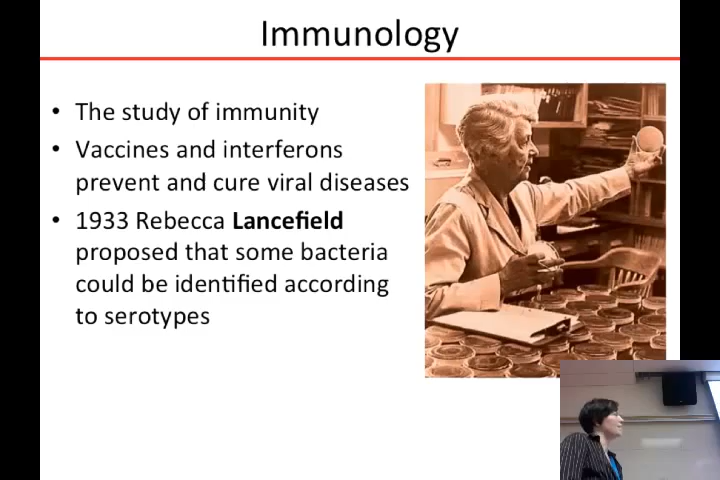 Immunology
• The study of immunity
• Vaccines and interferons
prevent and cure viral diseases
• 1933 Rebecca Lancefield
proposed that some bacteria
could be identified according
to serotypes